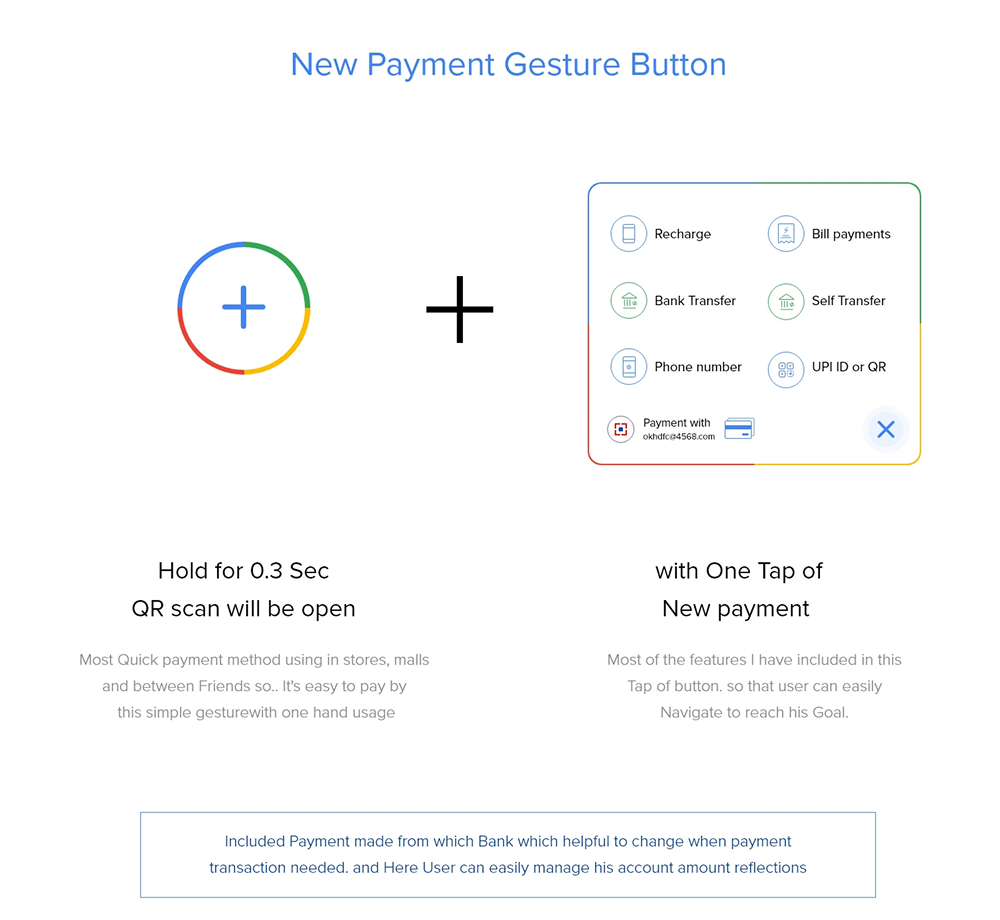 New Payment Gesture Button
Recharge
Bill payments
Bank Transfer
Self Transfer
Phone number
UPI ID or QR
Payment with
okhdfc@4568.com
Hold for 0.3 Sec
QR scan will be open
Most Quick payment method using in stores, malls
and between Friends so.. It's easy to pay by
this simple gesturewith one hand usage
with One Tap of
New payment
Most of the features I have included in this
Tap of button. so that user can easily
Navigate to reach his Goal.
Included Payment made from which Bank which helpful to change when payment
transaction needed. and Here User can easily manage his account amount reflections